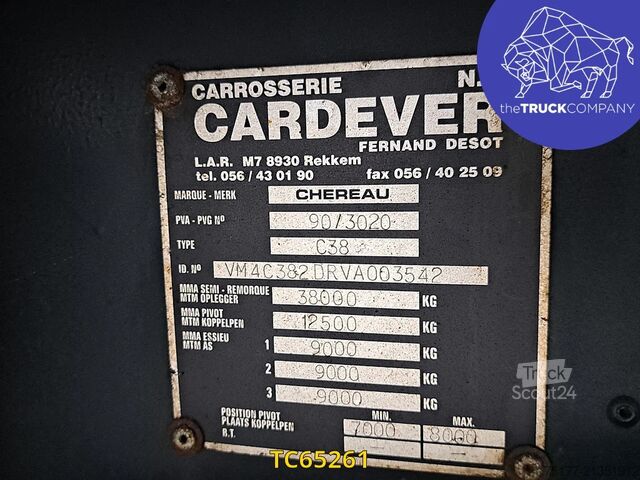 theTRUCKCOMPANY
CARROSSERIE N.
CARDEVER
FERNAND DESOT
L.A.R. M7 8930 Rekkem
tel. 056/43 01 90 fax 056/40 25 09
MARQUE - MERK CHEREAU
PVA - PVG Nº 90/3020
TYPE C38
ID. Nº VM4C382DRVA003542
MMA SEMI - REMORQUE
MTM OPLEGGER 38000 KG
MMA PIVOT
MTM KOPPELPEN 12500 KG
MMA ESSIEU
MTM AS 1 9000 KG
2 9000 KG
3 9000 KG
POSITION PIVOT MIN. MAX.
PLAATS KOPPELPEN 7000 8000
R.T. — —
Truck
Scout24
TC65261